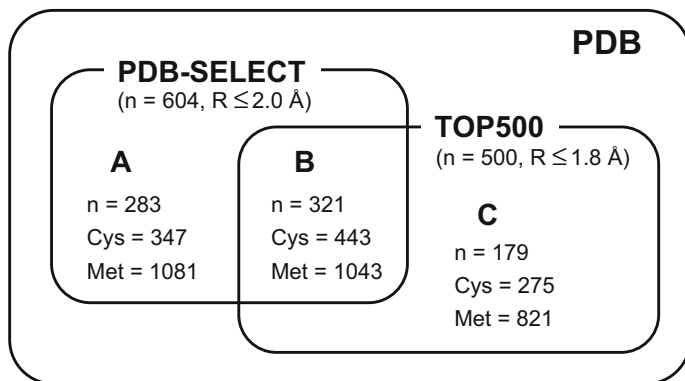 PDB
PDB-SELECT
(n = 604, R ≤ 2.0 Å)
TOP500
(n = 500, R ≤ 1.8 Å)
A
n = 283
Cys = 347
Met = 1081
B
n = 321
Cys = 443
Met = 1043
C
n = 179
Cys = 275
Met = 821